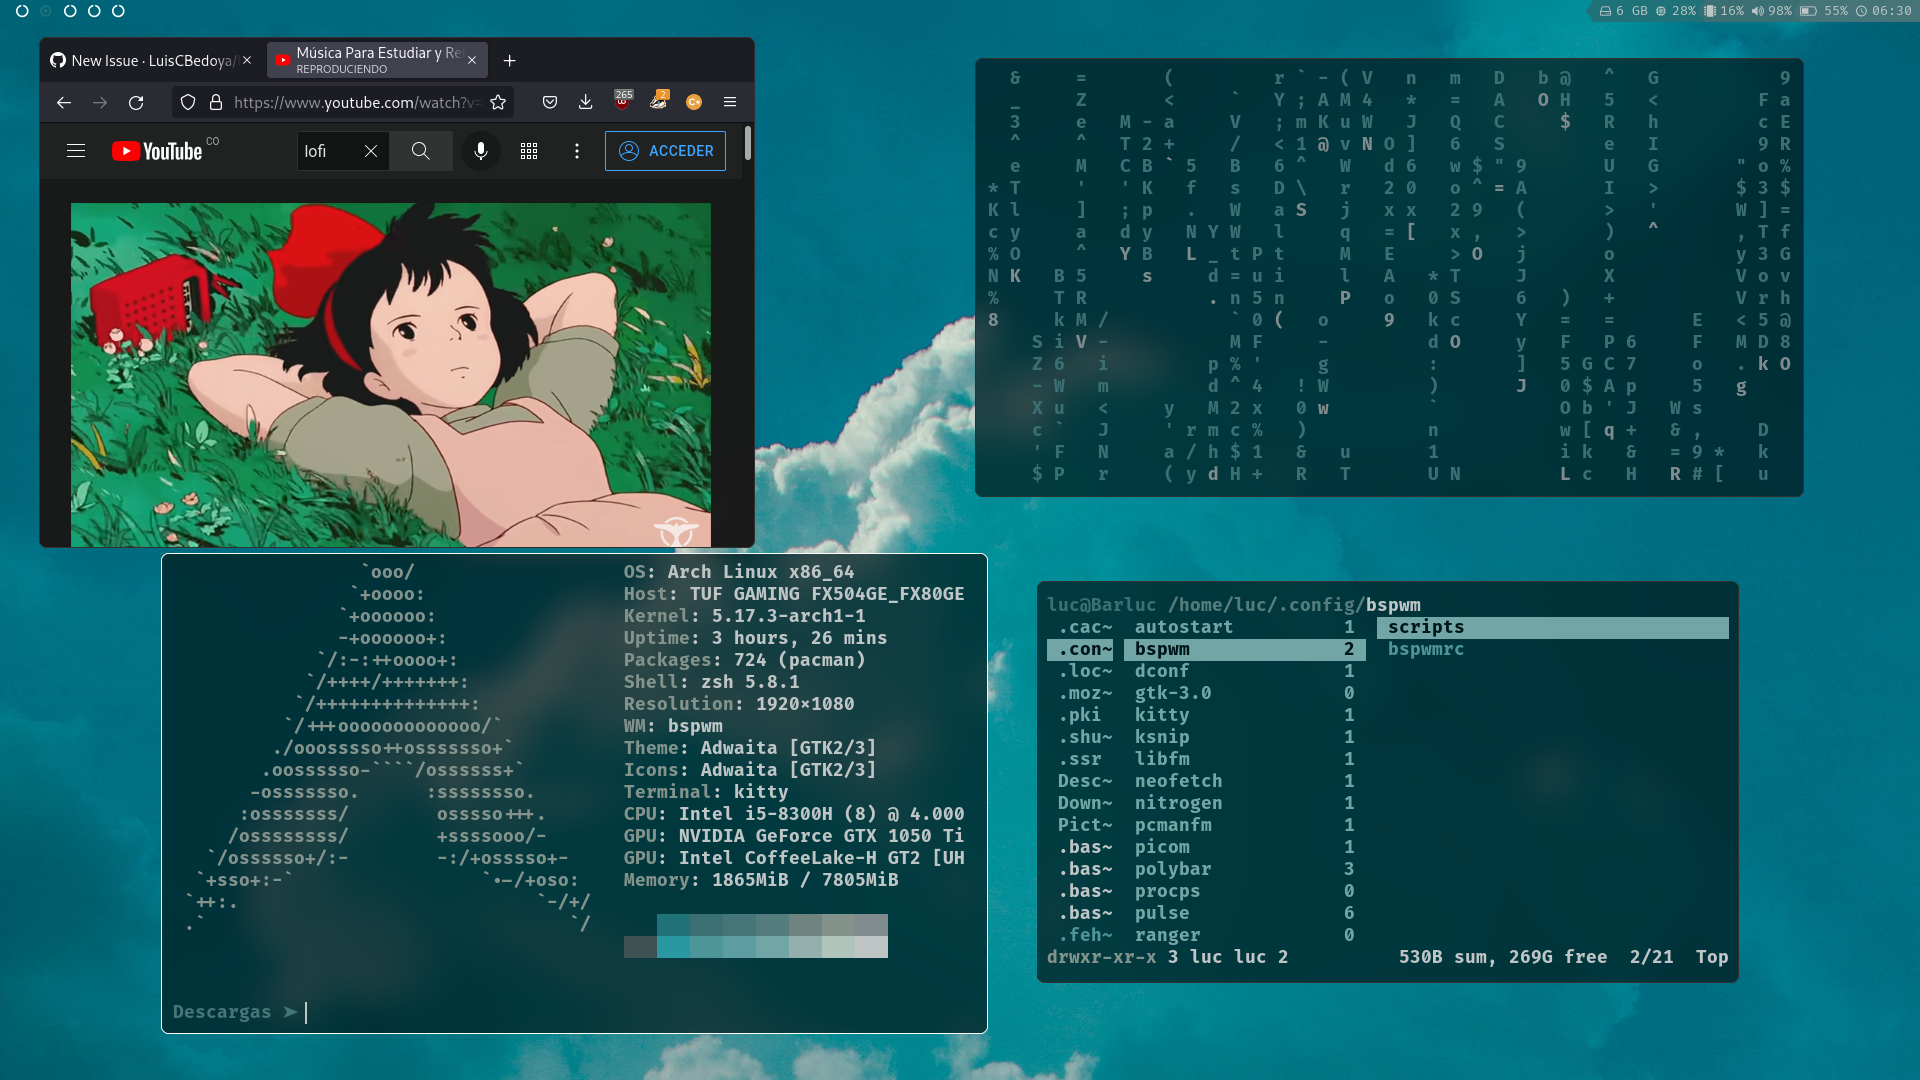 6 GB 28% 16% 98% 55% 06:30
New Issue · LuisCBedoya/
Música Para Estudiar y Re
REPRODUCIENDO
265 2
https://www.youtube.com/watch?v=
YouTube CO
lofi
ACCEDER
OS: Arch Linux x86_64
Host: TUF GAMING FX504GE_FX80GE
Kernel: 5.17.3-arch1-1
Uptime: 3 hours, 26 mins
Packages: 724 (pacman)
Shell: zsh 5.8.1
Resolution: 1920×1080
WM: bspwm
Theme: Adwaita [GTK2/3]
Icons: Adwaita [GTK2/3]
Terminal: kitty
CPU: Intel i5-8300H (8) @ 4.000
GPU: NVIDIA GeForce GTX 1050 Ti
GPU: Intel CoffeeLake-H GT2 [UH
Memory: 1865MiB / 7805MiB
Descargas ➤
luc@Barluc /home/luc/.config/bspwm
.cac~ autostart 1 scripts
.con~ bspwm 2 bspwmrc
.loc~ dconf 1
.moz~ gtk-3.0 0
.pki kitty 1
.shu~ ksnip 1
.ssr libfm 1
Desc~ neofetch 1
Down~ nitrogen 1
Pict~ pcmanfm 1
.bas~ picom 1
.bas~ polybar 3
.bas~ procps 0
.bas~ pulse 6
.feh~ ranger 0
drwxr-xr-x 3 luc luc 2 530B sum, 269G free 2/21 Top